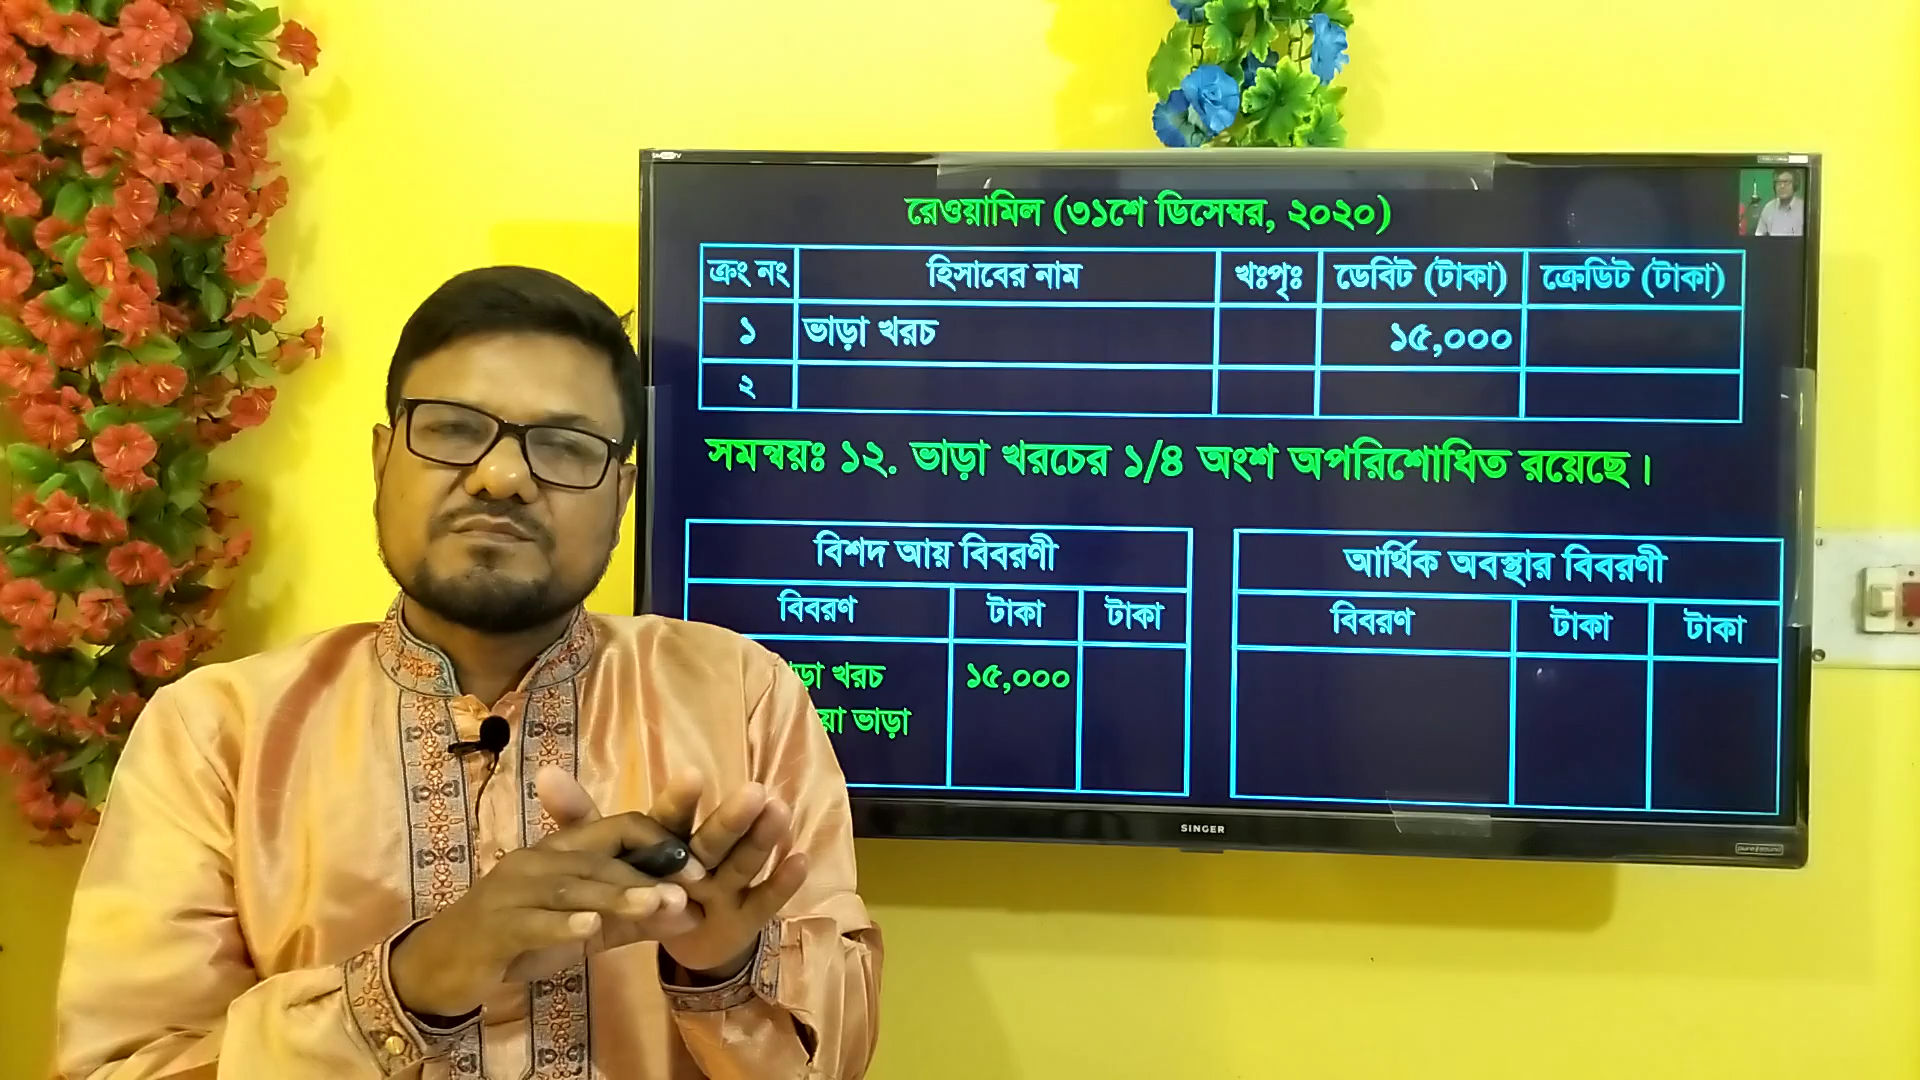 রেওয়ামিল (৩১শে ডিসেম্বর, ২০২০)
ক্রং নং হিসাবের নাম খঃপৃঃ ডেবিট (টাকা) ক্রেডিট (টাকা)
১ ভাড়া খরচ ১৫,০০০
২
সমন্বয়ঃ ১২. ভাড়া খরচের ১/৪ অংশ অপরিশোধিত রয়েছে।
বিশদ আয় বিবরণী
বিবরণ টাকা টাকা
খরচ ১৫,০০০
ভাড়া
আর্থিক অবস্থার বিবরণী
বিবরণ টাকা টাকা
SINGER